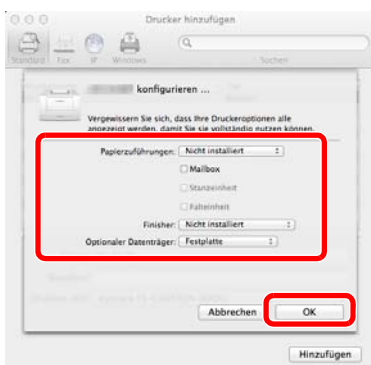 Drucker hinzufügen
Standard Fax IP Windows Suchen
konfigurieren ...
Vergewissern Sie sich, dass Ihre Druckeroptionen alle
angezeigt werden, damit Sie sie vollständig nutzen können.
Papierzuführungen: Nicht installiert
Mailbox
Stanzeinheit
Falteinheit
Finisher: Nicht installiert
Optionaler Datenträger: Festplatte
Abbrechen OK
Hinzufügen